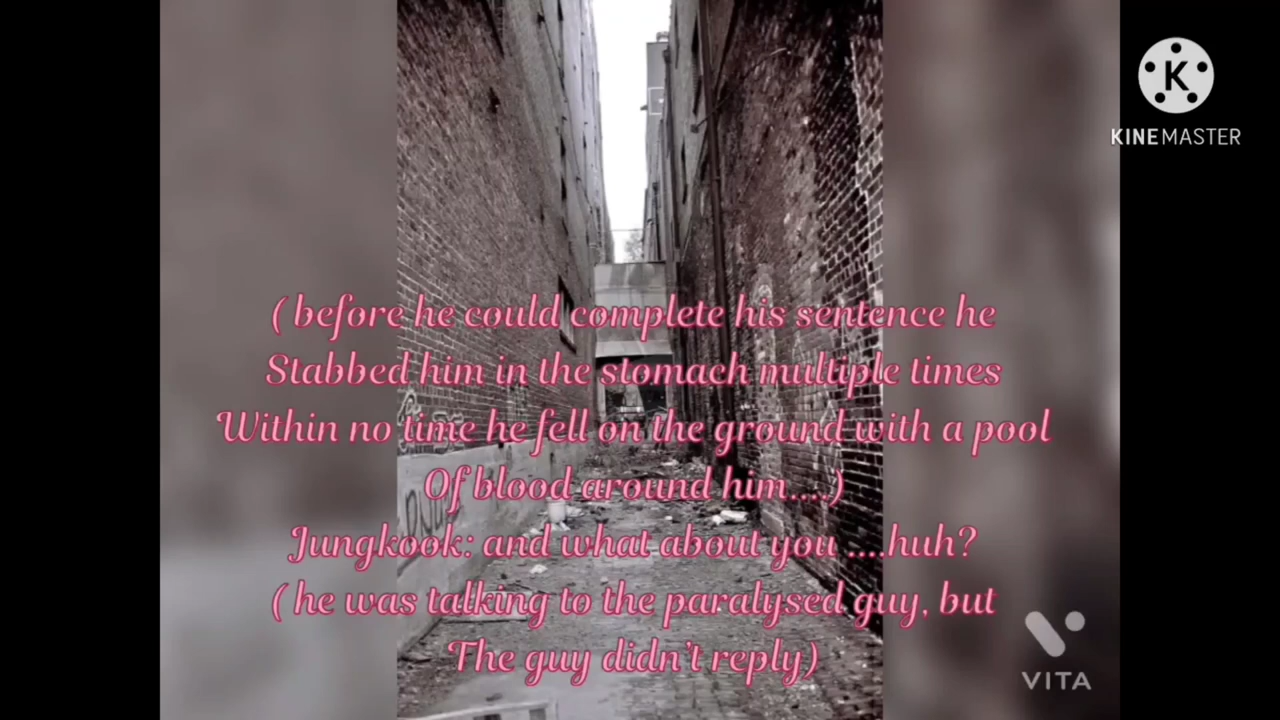 ( before he could complete his sentence he
Stabbed him in the stomach multiple times
Within no time he fell on the ground with a pool
Of blood around him....)
Jungkook: and what about you ....huh?
( he was talking to the paralysed guy, but
The guy didn't reply)
K
KINEMASTER
VITA